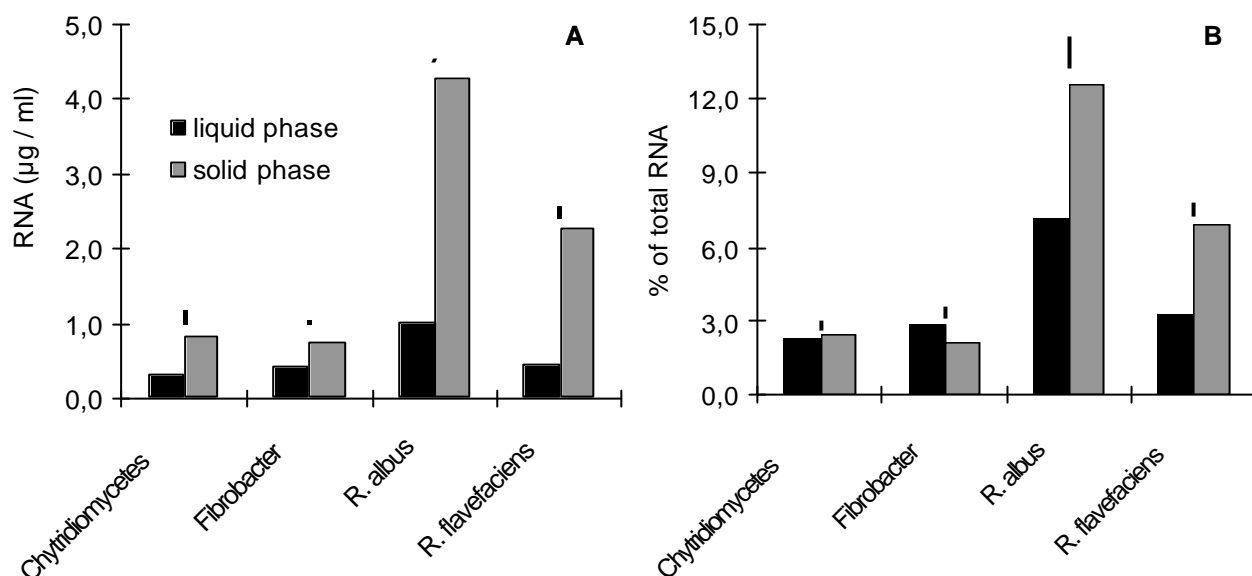 A
5,0
4,0
3,0
2,0
1,0
0,0
RNA (µg / ml)
liquid phase
solid phase
Chytridiomycetes
Fibrobacter
R. albus
R. flavefaciens
B
15,0
12,0
9,0
6,0
3,0
0,0
% of total RNA
Chytridiomycetes
Fibrobacter
R. albus
R. flavefaciens